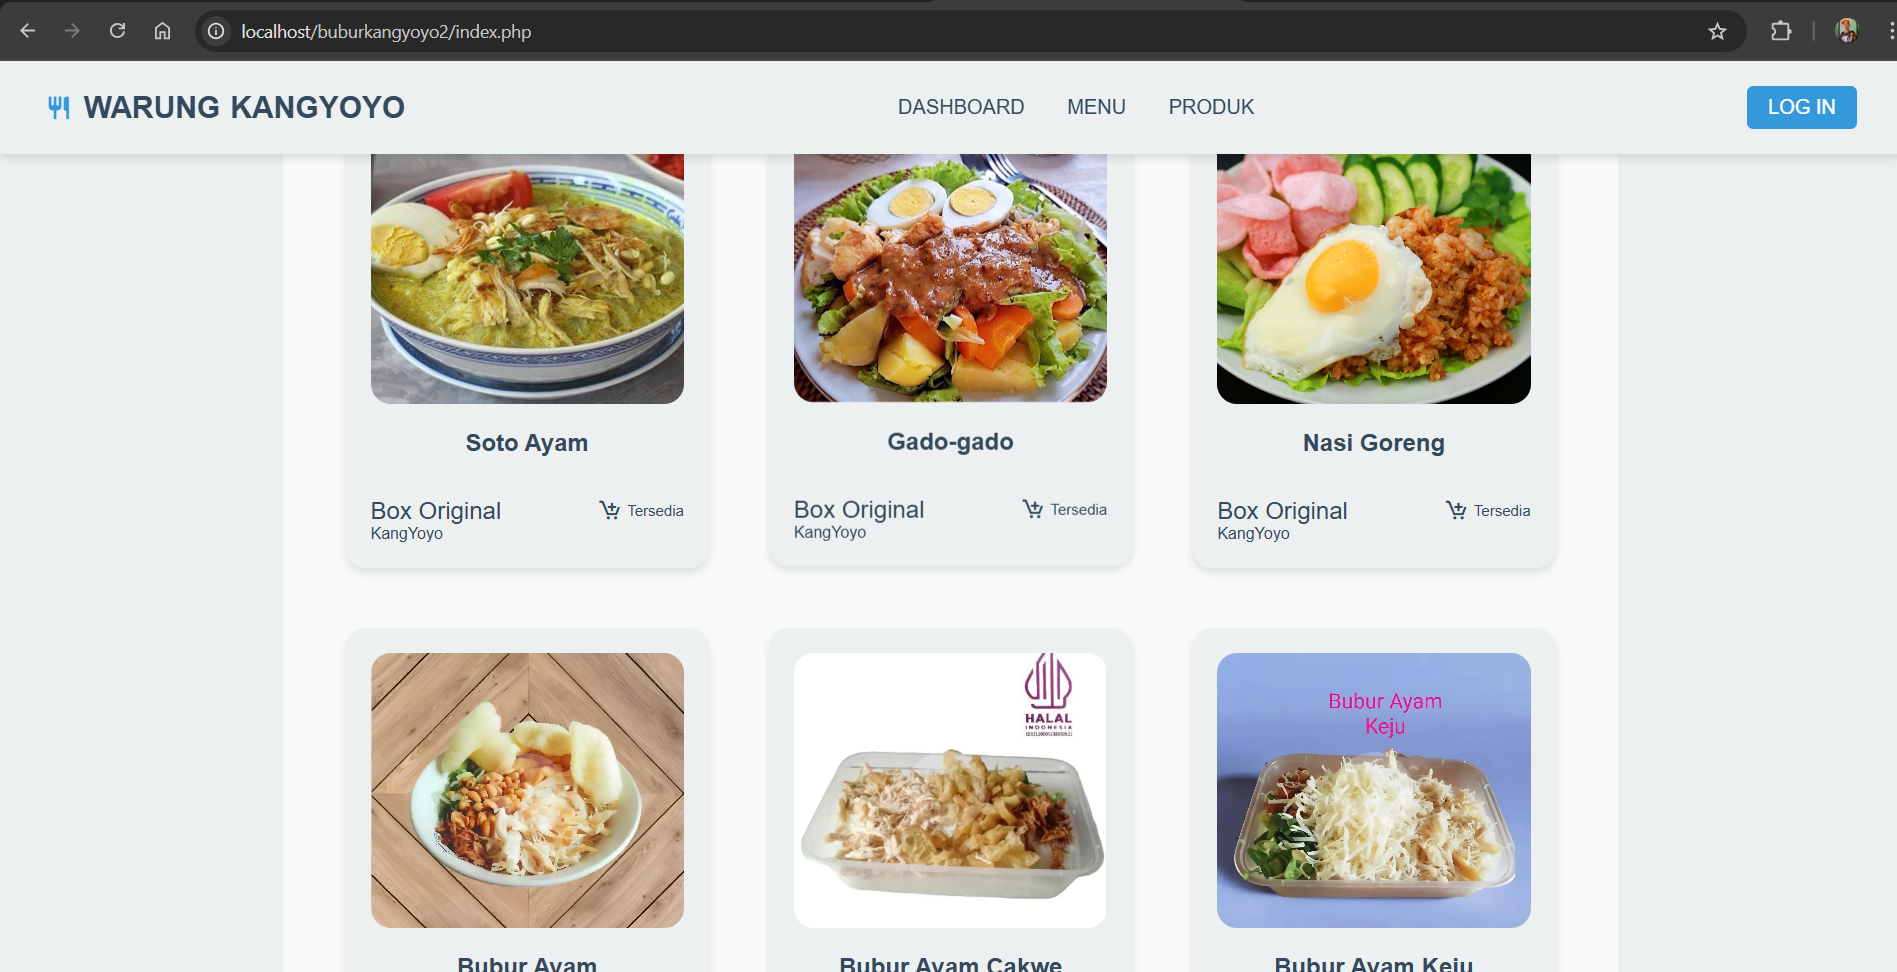 localhost/buburkangyoyo2/index.php
WARUNG KANGYOYO
DASHBOARD
MENU
PRODUK
LOG IN
Soto Ayam
Box Original
KangYoyo
Tersedia
Gado-gado
Box Original
KangYoyo
Tersedia
Nasi Goreng
Box Original
KangYoyo
Tersedia
HALAL
INDONESIA
Bubur Ayam
Keju
Bubur Ayam
Bubur Ayam Cakwe
Bubur Ayam Keju